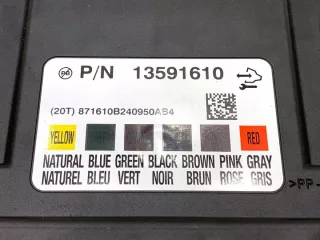 P/N 13591610
(20T) 871610B240950AB4
YELLOW RED
NATURAL BLUE GREEN BLACK BROWN PINK GRAY
NATUREL BLEU VERT NOIR BRUN ROSE GRIS
>PP-